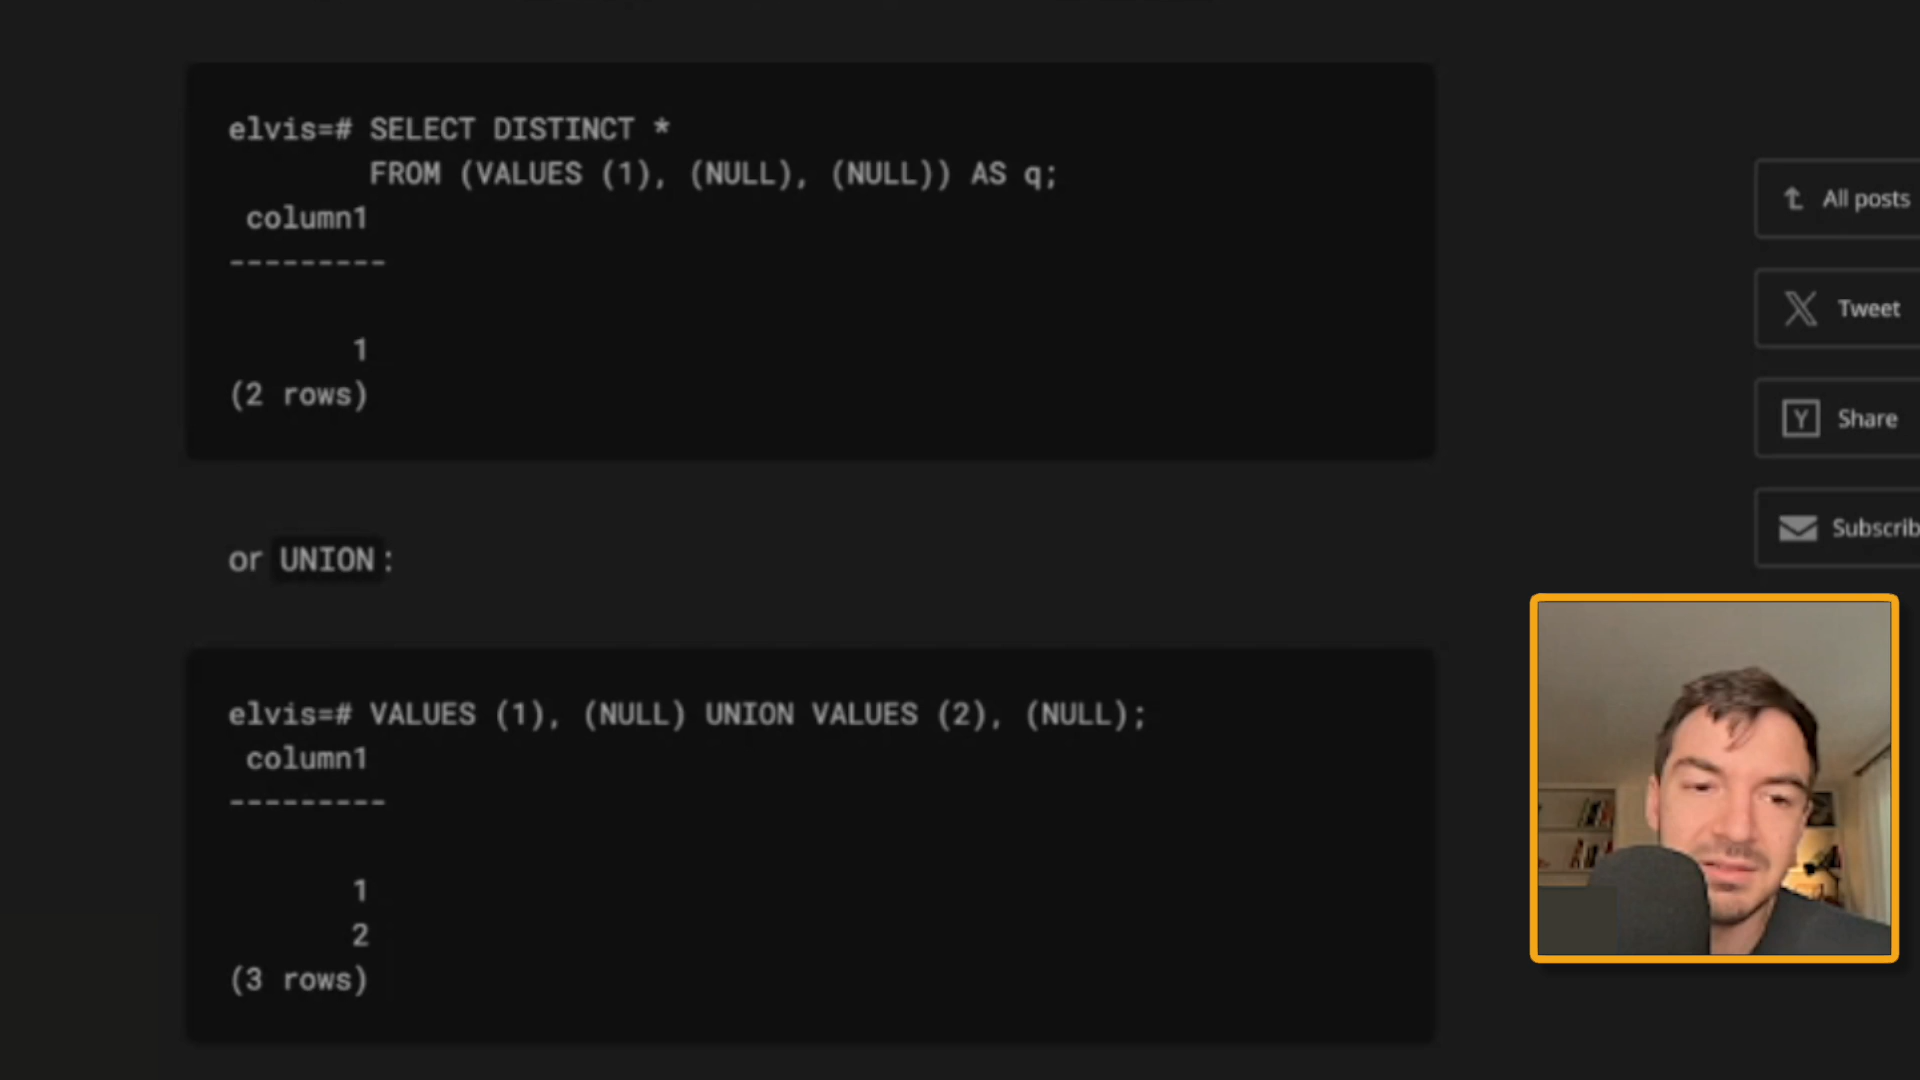 elvis=# SELECT DISTINCT *
FROM (VALUES (1), (NULL), (NULL)) AS q;
column1
---------
1
(2 rows)
or UNION:
elvis=# VALUES (1), (NULL) UNION VALUES (2), (NULL);
column1
---------
1
2
(3 rows)
All posts
Tweet
Y Share
Subscrib